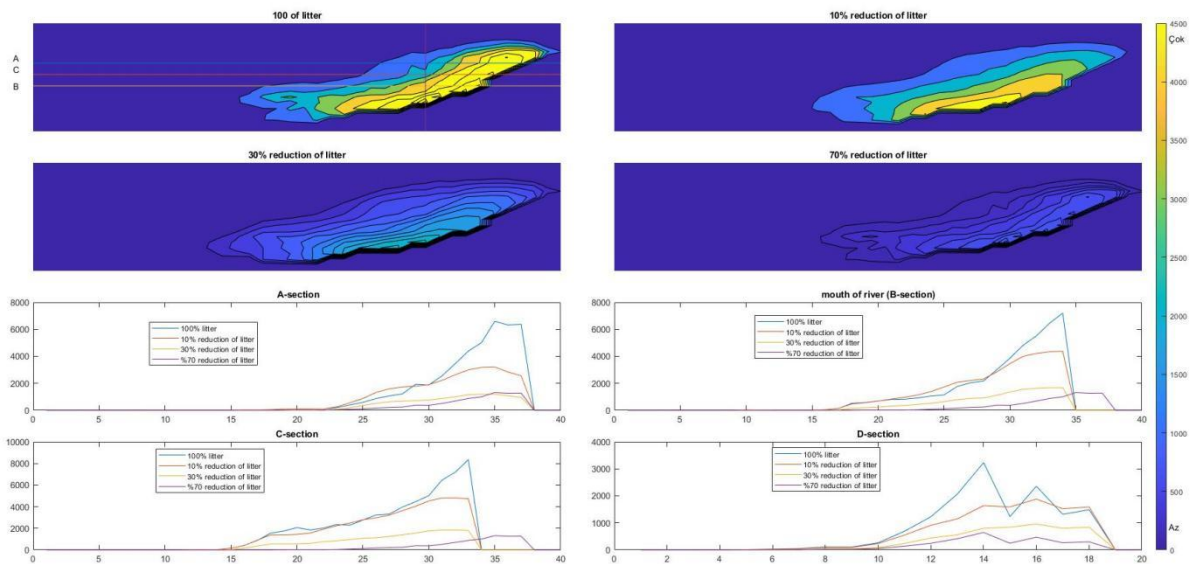 100 of litter
10% reduction of litter
A
C
B
30% reduction of litter
70% reduction of litter
4500
Çok
4000
3500
3000
2500
2000
1500
1000
500
Az
0
A-section
8000
6000
4000
2000
0
0 5 10 15 20 25 30 35 40
100% litter
10% reduction of litter
30% reduction of litter
%70 reduction of litter
mouth of river (B-section)
8000
6000
4000
2000
0
0 5 10 15 20 25 30 35 40
100% litter
10% reduction of litter
30% reduction of litter
%70 reduction of litter
C-section
10000
8000
6000
4000
2000
0
0 5 10 15 20 25 30 35 40
100% litter
10% reduction of litter
30% reduction of litter
%70 reduction of litter
D-section
4000
3000
2000
1000
0
0 2 4 6 8 10 12 14 16 18 20
100% litter
10% reduction of litter
30% reduction of litter
%70 reduction of litter